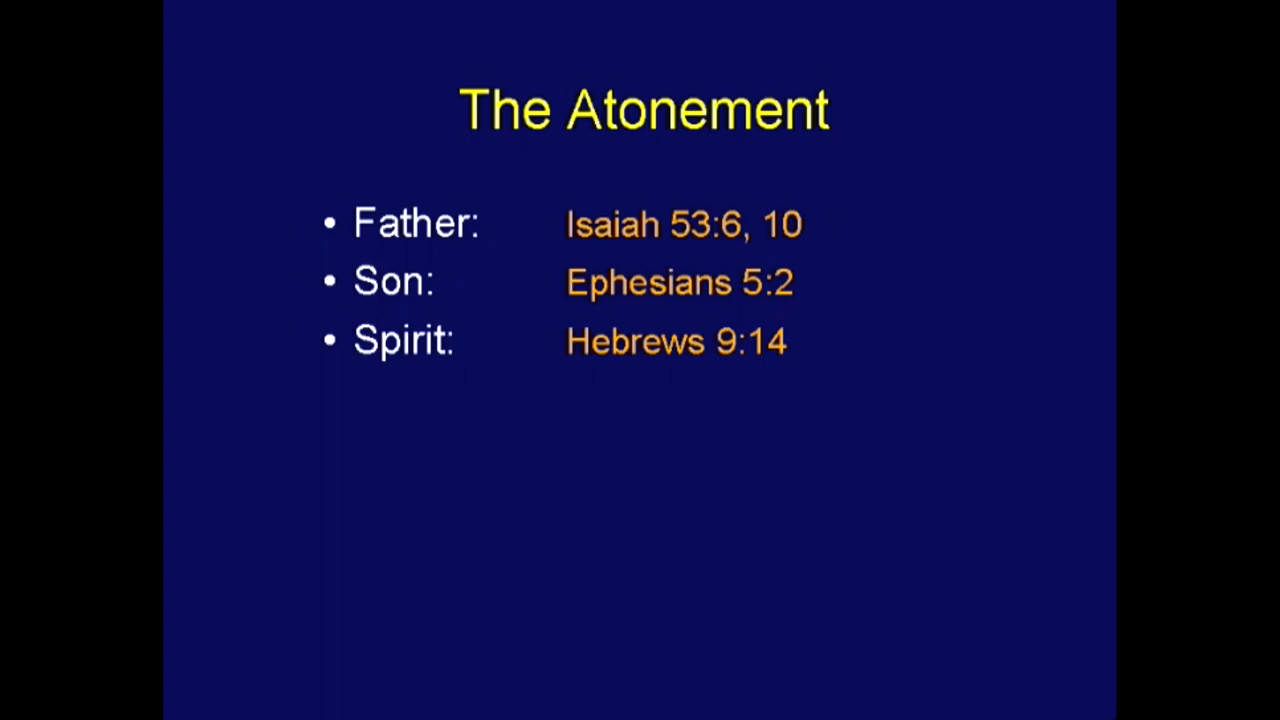 The Atonement
• Father: Isaiah 53:6, 10
• Son: Ephesians 5:2
• Spirit: Hebrews 9:14